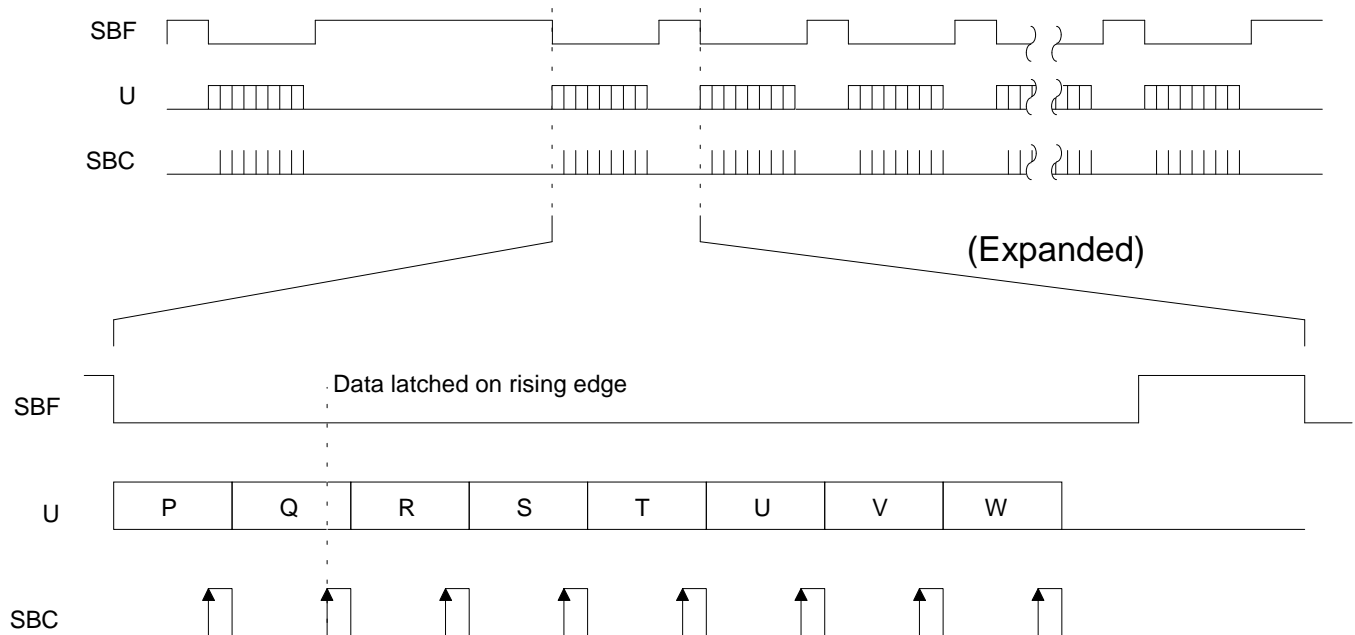 SBF
U
SBC
(Expanded)
Data latched on rising edge
SBF
U P Q R S T U V W
SBC